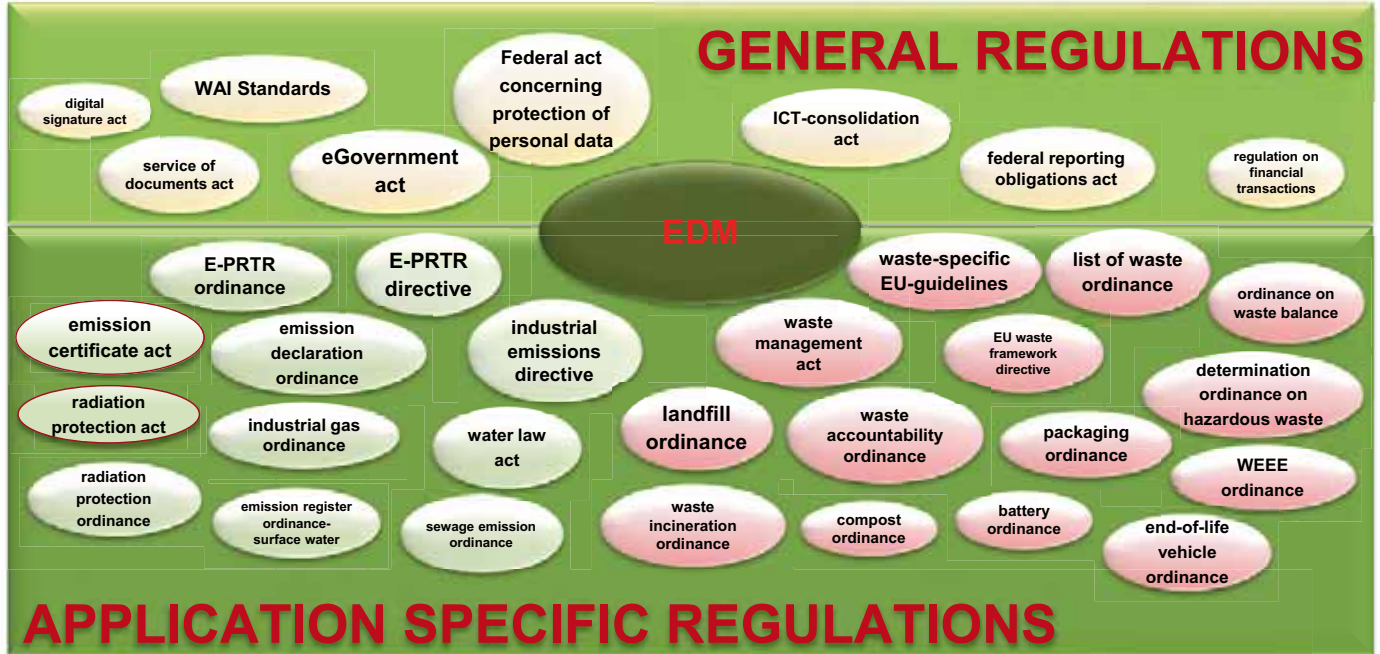 GENERAL REGULATIONS
digital
signature act
WAI Standards
Federal act
concerning
protection of
personal data
service of
documents act
eGovernment
act
ICT-consolidation
act
federal reporting
obligations act
regulation on
financial
transactions
EDM
E-PRTR
ordinance
E-PRTR
directive
waste-specific
EU-guidelines
list of waste
ordinance
ordinance on
waste balance
emission
certificate act
emission
declaration
ordinance
industrial
emissions
directive
waste
management
act
EU waste
framework
directive
determination
ordinance on
hazardous waste
radiation
protection act
industrial gas
ordinance
water law
act
landfill
ordinance
waste
accountability
ordinance
packaging
ordinance
WEEE
ordinance
radiation
protection
ordinance
emission register
ordinance-
surface water
sewage emission
ordinance
waste
incineration
ordinance
compost
ordinance
battery
ordinance
end-of-life
vehicle
ordinance
APPLICATION SPECIFIC REGULATIONS